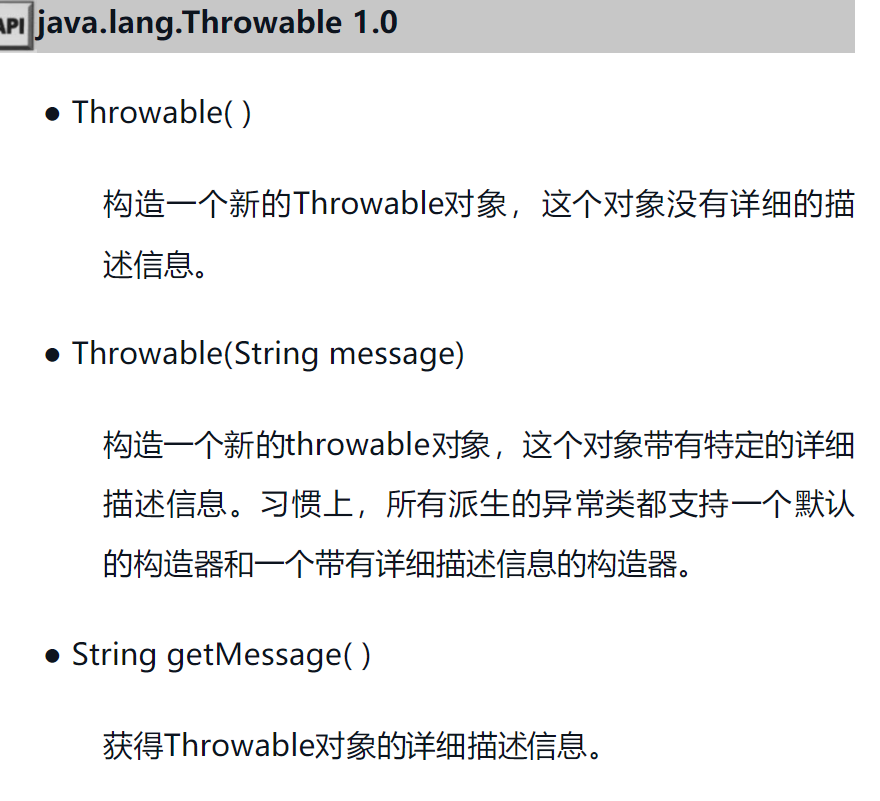 API java.lang.Throwable 1.0
● Throwable( )
构造一个新的Throwable对象，这个对象没有详细的描
述信息。
● Throwable(String message)
构造一个新的throwable对象，这个对象带有特定的详细
描述信息。习惯上，所有派生的异常类都支持一个默认
的构造器和一个带有详细描述信息的构造器。
● String getMessage( )
获得Throwable对象的详细描述信息。